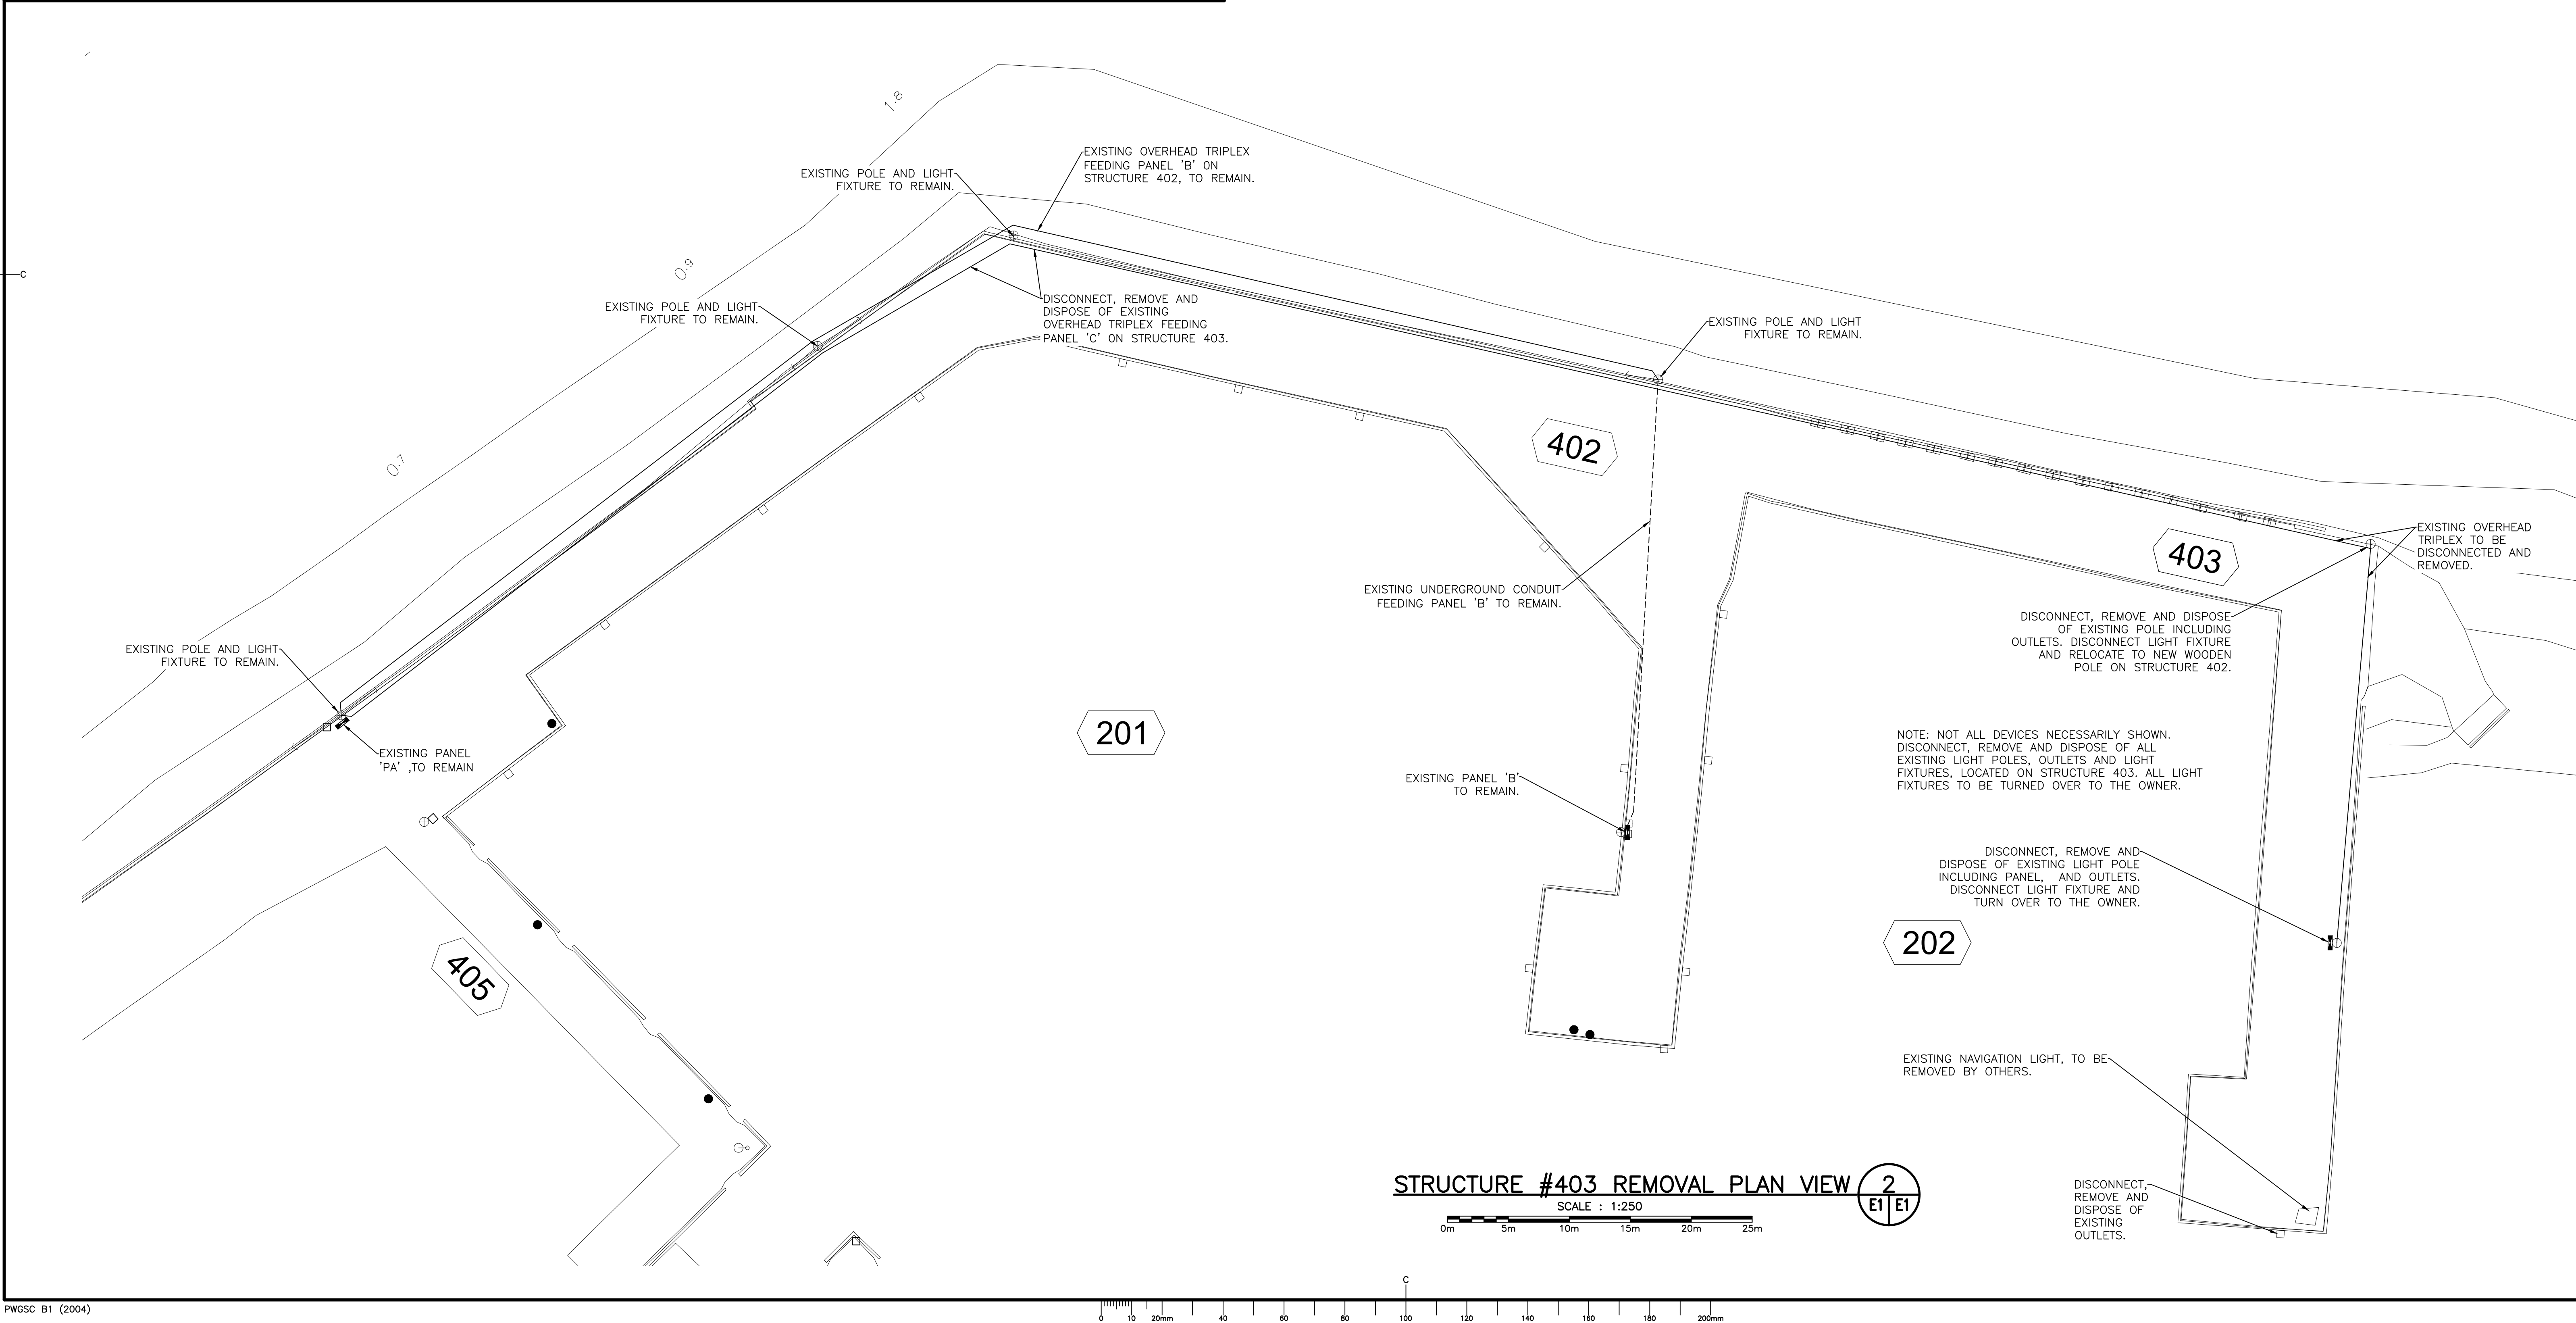 1.8
EXISTING OVERHEAD TRIPLEX
FEEDING PANEL 'B' ON
STRUCTURE 402, TO REMAIN.
EXISTING POLE AND LIGHT
FIXTURE TO REMAIN.
C
0.9
EXISTING POLE AND LIGHT
FIXTURE TO REMAIN.
DISCONNECT, REMOVE AND
DISPOSE OF EXISTING
OVERHEAD TRIPLEX FEEDING
PANEL 'C' ON STRUCTURE 403.
EXISTING POLE AND LIGHT
FIXTURE TO REMAIN.
0.7
402
403
EXISTING OVERHEAD
TRIPLEX TO BE
DISCONNECTED AND
REMOVED.
EXISTING UNDERGROUND CONDUIT
FEEDING PANEL 'B' TO REMAIN.
DISCONNECT, REMOVE AND DISPOSE
OF EXISTING POLE INCLUDING
OUTLETS. DISCONNECT LIGHT FIXTURE
AND RELOCATE TO NEW WOODEN
POLE ON STRUCTURE 402.
EXISTING POLE AND LIGHT
FIXTURE TO REMAIN.
EXISTING PANEL
'PA' ,TO REMAIN
201
NOTE: NOT ALL DEVICES NECESSARILY SHOWN.
DISCONNECT, REMOVE AND DISPOSE OF ALL
EXISTING LIGHT POLES, OUTLETS AND LIGHT
FIXTURES, LOCATED ON STRUCTURE 403. ALL LIGHT
FIXTURES TO BE TURNED OVER TO THE OWNER.
EXISTING PANEL 'B'
TO REMAIN.
DISCONNECT, REMOVE AND
DISPOSE OF EXISTING LIGHT POLE
INCLUDING PANEL, AND OUTLETS.
DISCONNECT LIGHT FIXTURE AND
TURN OVER TO THE OWNER.
202
405
EXISTING NAVIGATION LIGHT, TO BE
REMOVED BY OTHERS.
DISCONNECT,
REMOVE AND
DISPOSE OF
EXISTING
OUTLETS.
STRUCTURE #403 REMOVAL PLAN VIEW
2
E1 E1
SCALE : 1:250
0m 5m 10m 15m 20m 25m
C
PWGSC B1 (2004)
0 10 20mm 40 60 80 100 120 140 160 180 200mm